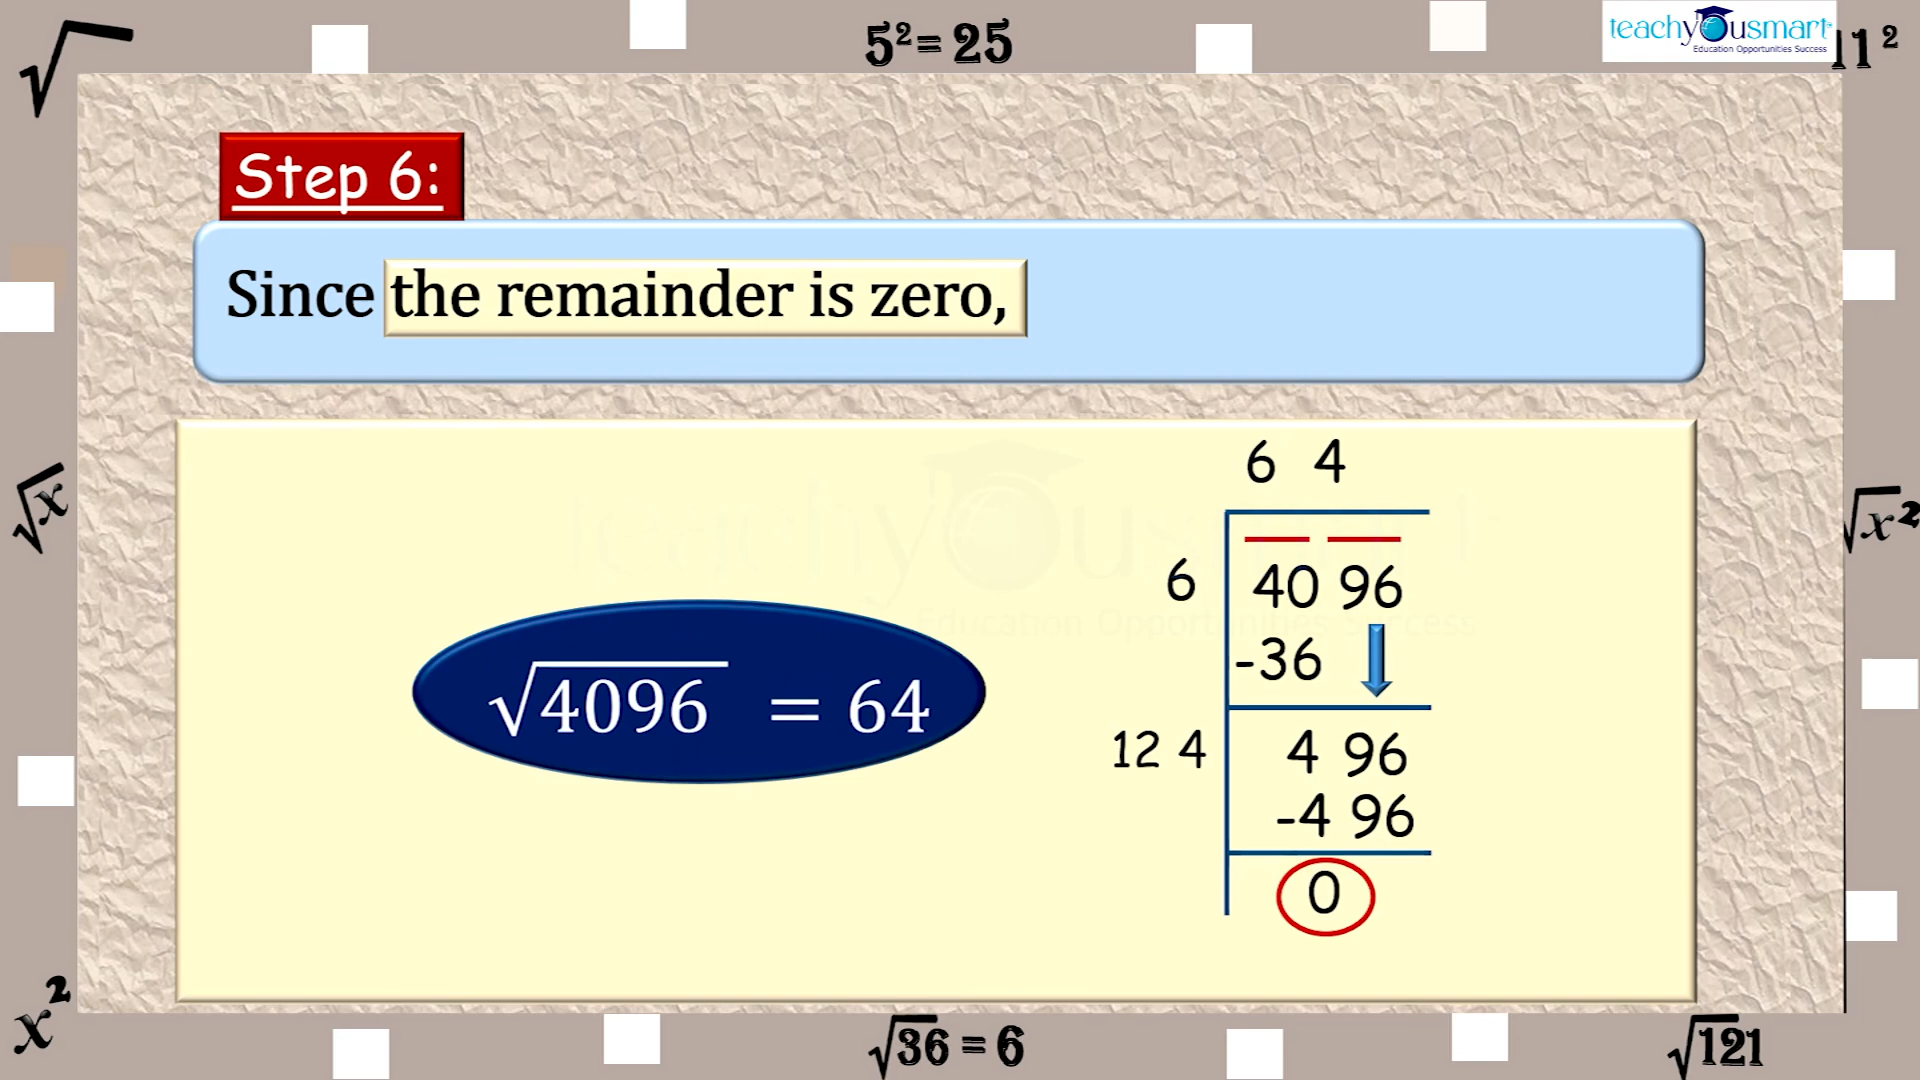 5² = 25
teachyousmart
Education Opportunities Success
11²
Step 6:
Since the remainder is zero,
6 4
6 40 96
-36
12 4 4 96
-4 96
0
√4096 = 64
√x
√x²
x²
√36 = 6
√121